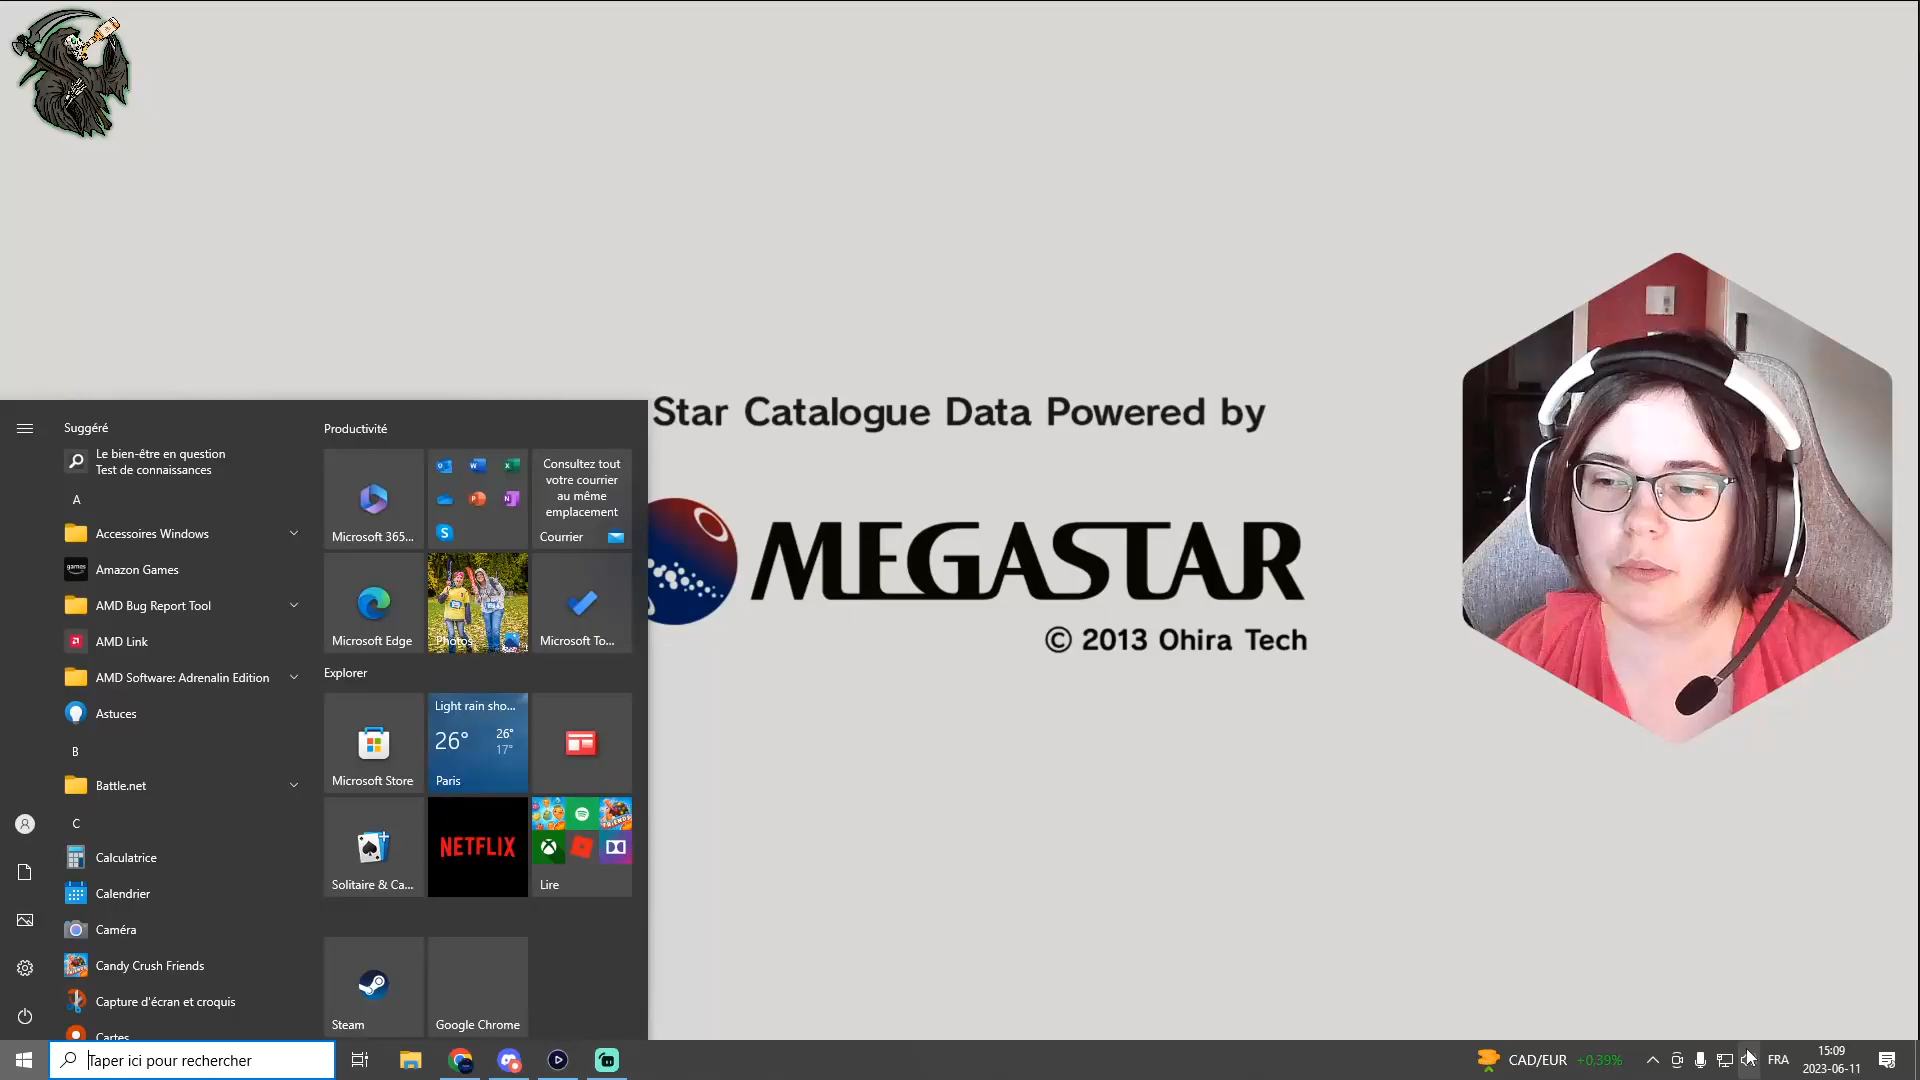 Star Catalogue Data Powered by
MEGASTAR
© 2013 Ohira Tech
Suggéré
Le bien-être en question
Test de connaissances
A
Accessoires Windows
games
Amazon Games
AMD Bug Report Tool
AMD Link
AMD Software: Adrenalin Edition
Astuces
B
Battle.net
C
Calculatrice
Calendrier
Caméra
Candy Crush Friends
Capture d'écran et croquis
Cartes
Productivité
Microsoft 365...
Consultez tout
votre courrier
au même
emplacement
Courrier
Microsoft Edge
Photos
Microsoft To...
Explorer
Microsoft Store
Light rain sho...
26°
26°
17°
Paris
Solitaire & Ca...
NETFLIX
FRIENDS
Lire
Steam
Google Chrome
Taper ici pour rechercher
CAD/EUR +0,39%
FRA
15:09
2023-06-11